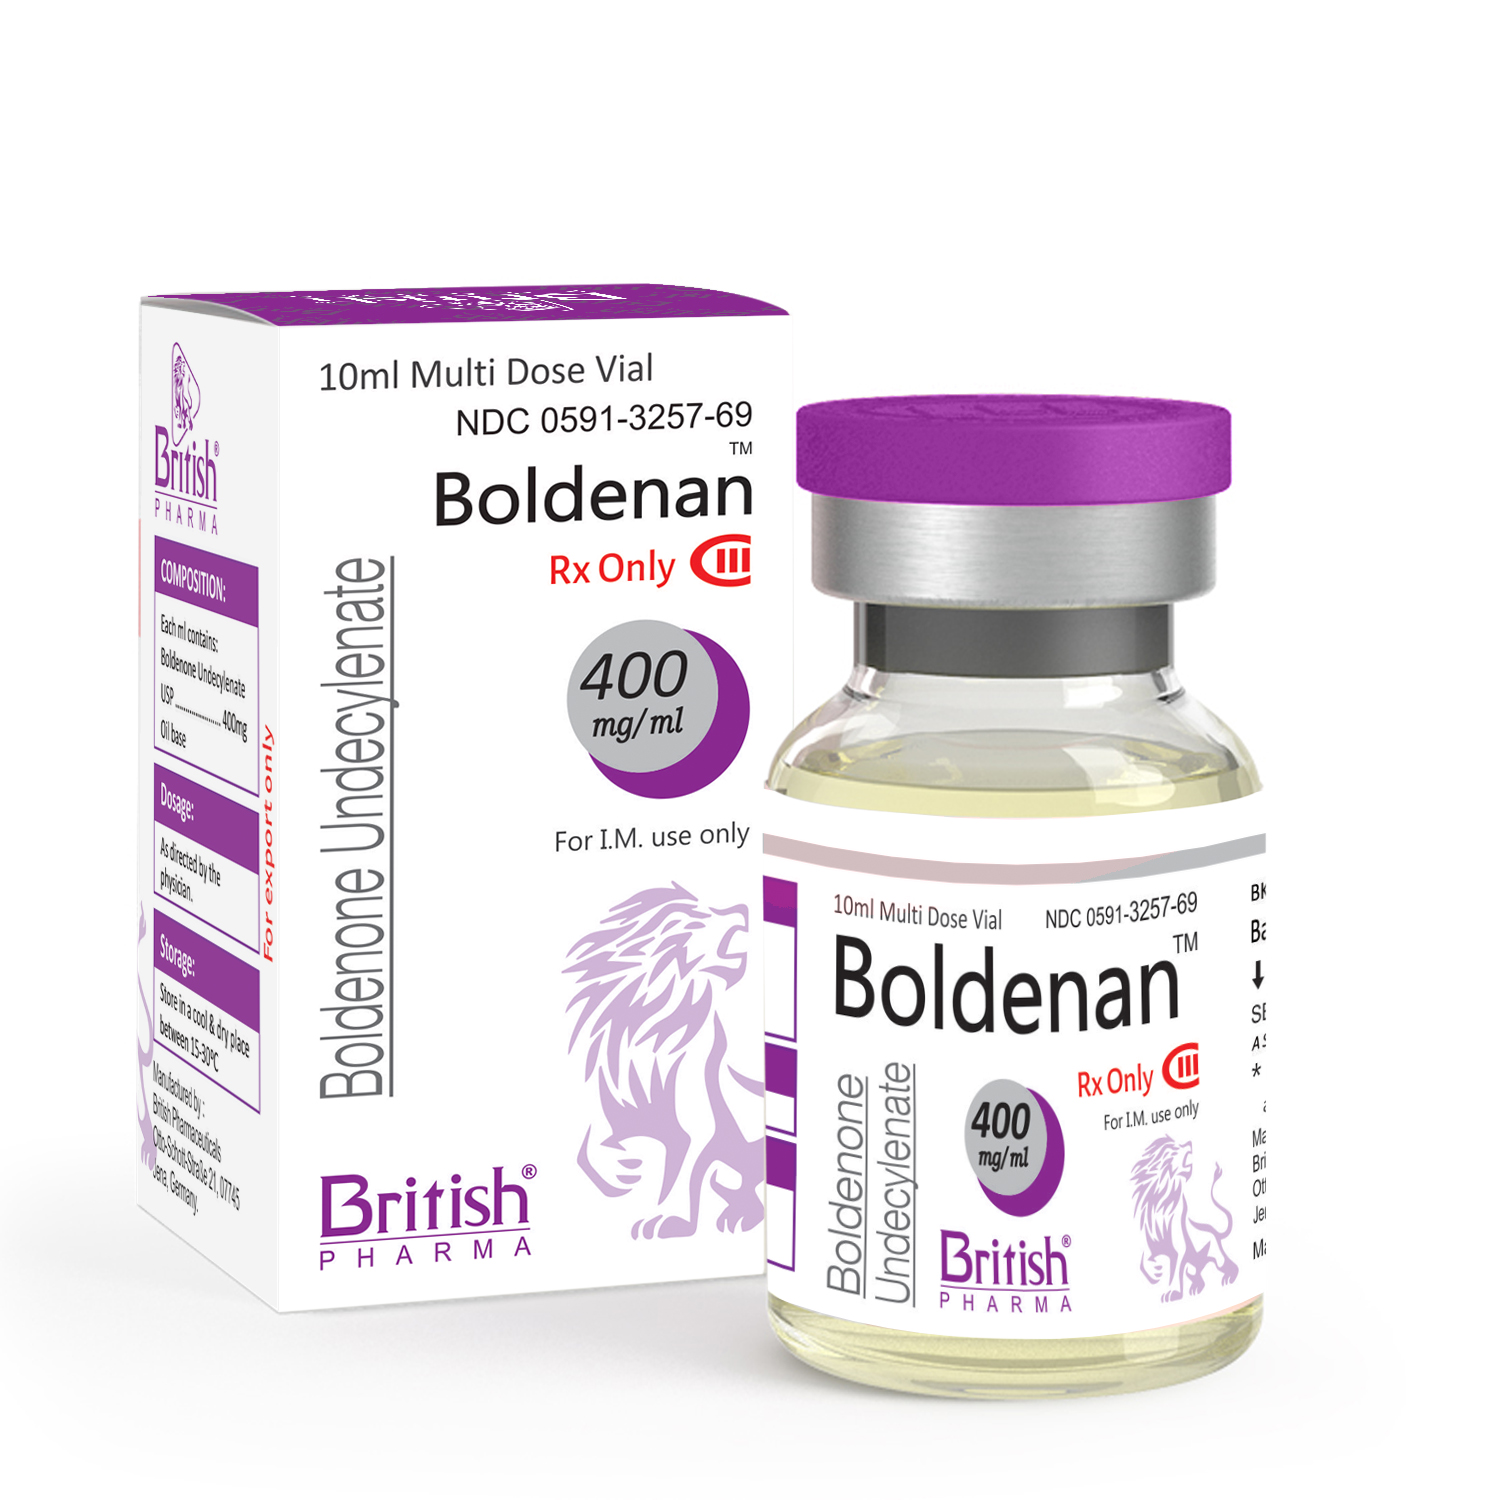 British®
PHARMA
COMPOSITION:
Each ml contains:
Boldenone Undecylenate
USP .................... 400mg
Oil base
Dosage:
As directed by the
physician.
Storage:
Store in a cool & dry place
between 15-30ºC
Manufactured by :
British Pharmaceuticals
Otto-Schott-Straße 21, 07745
Jena, Germany.
For export only
10ml Multi Dose Vial
NDC 0591-3257-69
Boldenan™
Rx Only CIII
Boldenone Undecylenate
400
mg/ml
For I.M. use only
British®
PHARMA
10ml Multi Dose Vial
NDC 0591-3257-69
Boldenan™
Rx Only CIII
For I.M. use only
Boldenone
Undecylenate
400
mg/ml
British®
PHARMA